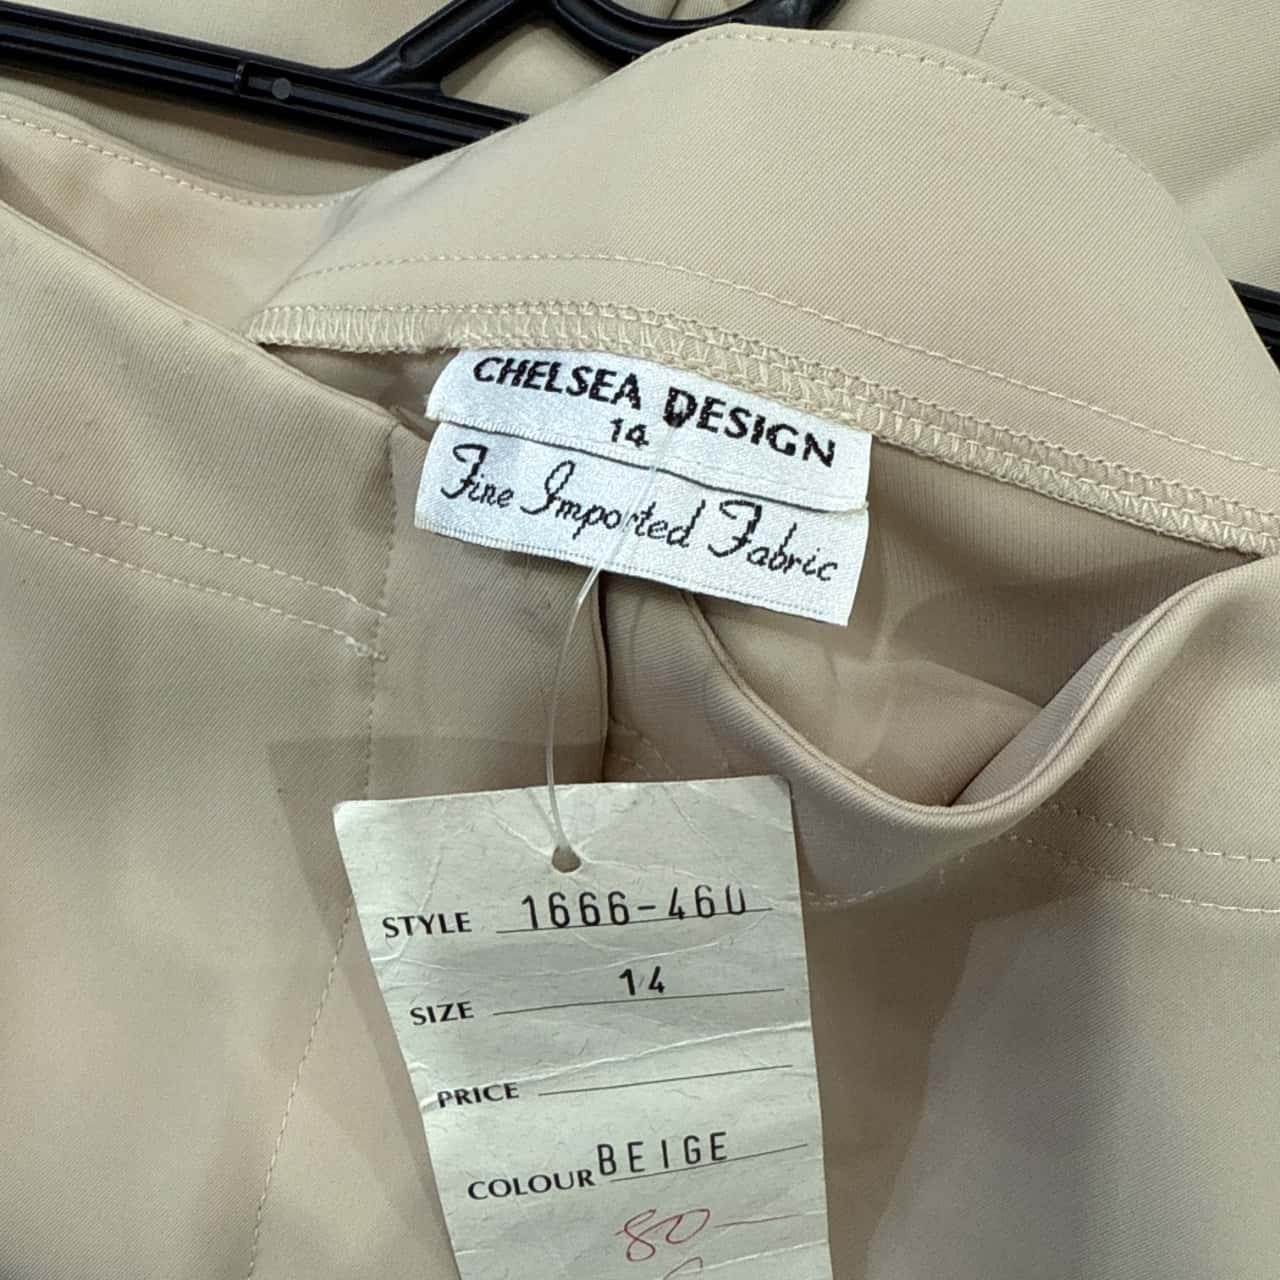 CHELSEA DESIGN
14
Fine Imported Fabric
STYLE 1666-460
SIZE 14
PRICE
COLOUR BEIGE
80-